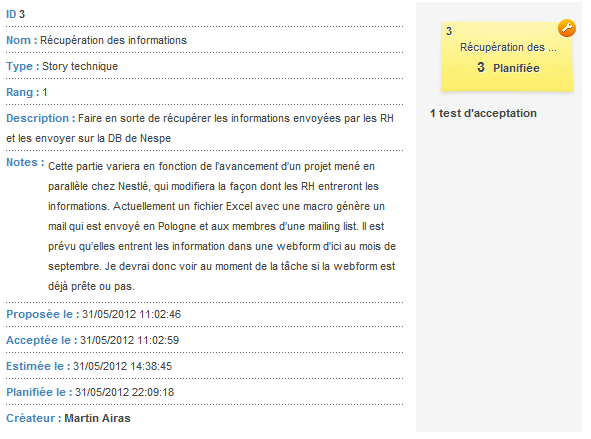 ID 3
Nom : Récupération des informations
Type : Story technique
Rang : 1
Description : Faire en sorte de récupérer les informations envoyées par les RH
et les envoyer sur la DB de Nespe
Notes : Cette partie variera en fonction de l'avancement d'un projet mené en
parallèle chez Nestlé, qui modifiera la façon dont les RH entreront les
informations. Actuellement un fichier Excel avec une macro génère un
mail qui est envoyé en Pologne et aux membres d'une mailing list. Il est
prévu qu'elles entrent les information dans une webform d'ici au mois de
septembre. Je devrai donc voir au moment de la tâche si la webform est
déjà prête ou pas.
Proposée le : 31/05/2012 11:02:46
Acceptée le : 31/05/2012 11:02:59
Estimée le : 31/05/2012 14:38:45
Planifiée le : 31/05/2012 22:09:18
Créateur : Martin Airas
3
Récupération des ...
3 Planifiée
1 test d'acceptation